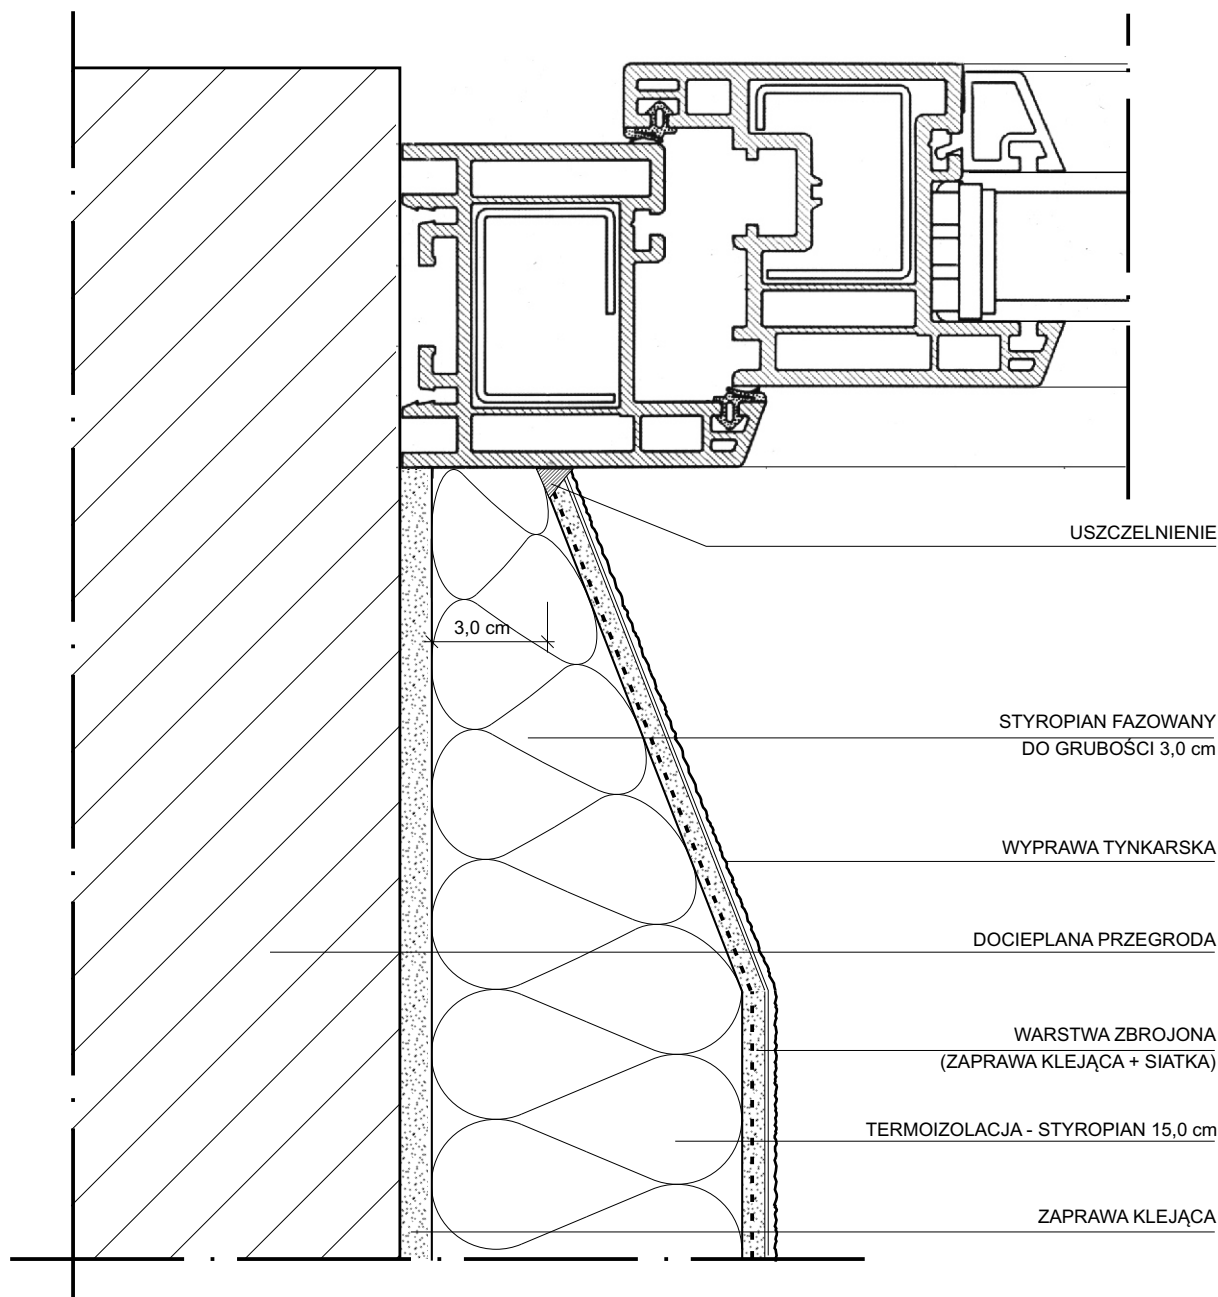 USZCZELNIENIE
3,0 cm
STYROPIAN FAZOWANY
DO GRUBOŚCI 3,0 cm
WYPRAWA TYNKARSKA
DOCIEPLANA PRZEGRODA
WARSTWA ZBROJONA
(ZAPRAWA KLEJĄCA + SIATKA)
TERMOIZOLACJA - STYROPIAN 15,0 cm
ZAPRAWA KLEJĄCA